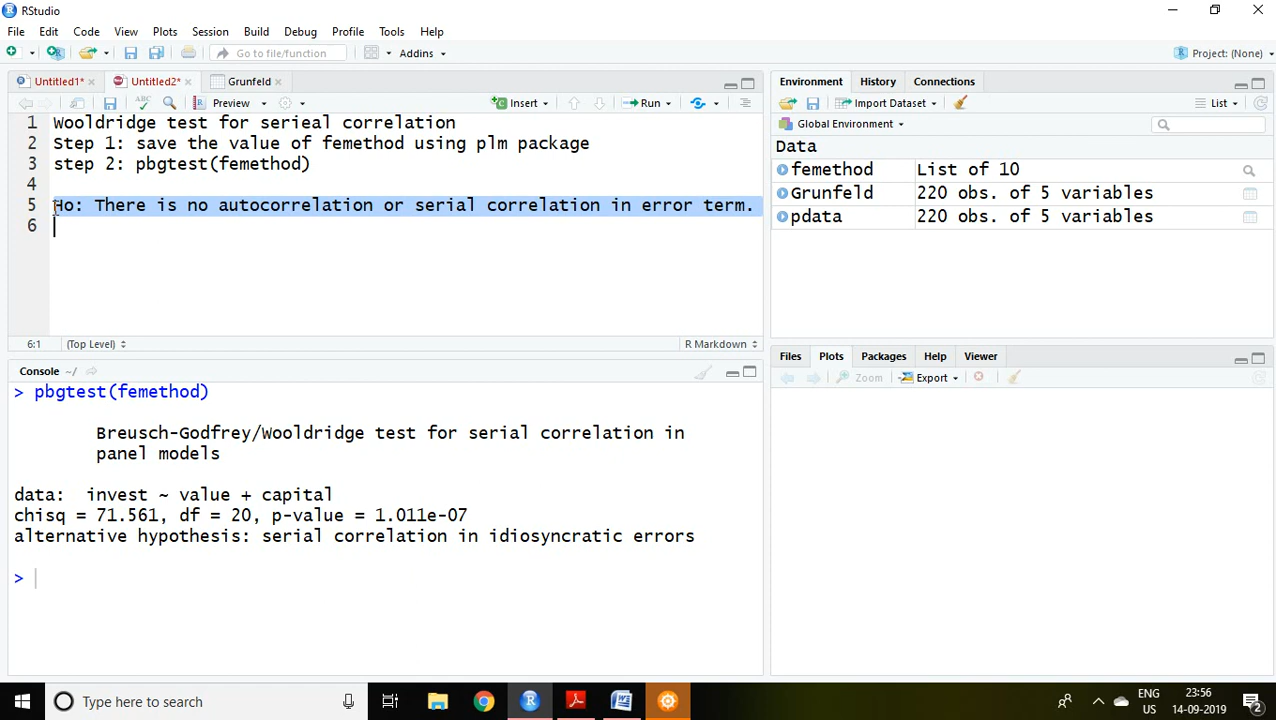 RStudio
File Edit Code View Plots Session Build Debug Profile Tools Help
Go to file/function Addins Project: (None)
Untitled1* Untitled2* Grunfeld
Preview Insert Run
1 Wooldridge test for serieal correlation
2 Step 1: save the value of femethod using plm package
3 step 2: pbgtest(femethod)
4
5 Ho: There is no autocorrelation or serial correlation in error term.
6
6:1 (Top Level) R Markdown
Console ~/
> pbgtest(femethod)
Breusch-Godfrey/Wooldridge test for serial correlation in
panel models
data: invest ~ value + capital
chisq = 71.561, df = 20, p-value = 1.011e-07
alternative hypothesis: serial correlation in idiosyncratic errors
>
Environment History Connections
Import Dataset List
Global Environment
Data
femethod List of 10
Grunfeld 220 obs. of 5 variables
pdata 220 obs. of 5 variables
Files Plots Packages Help Viewer
Zoom Export
Type here to search
ENG
US
23:56
14-09-2019
2